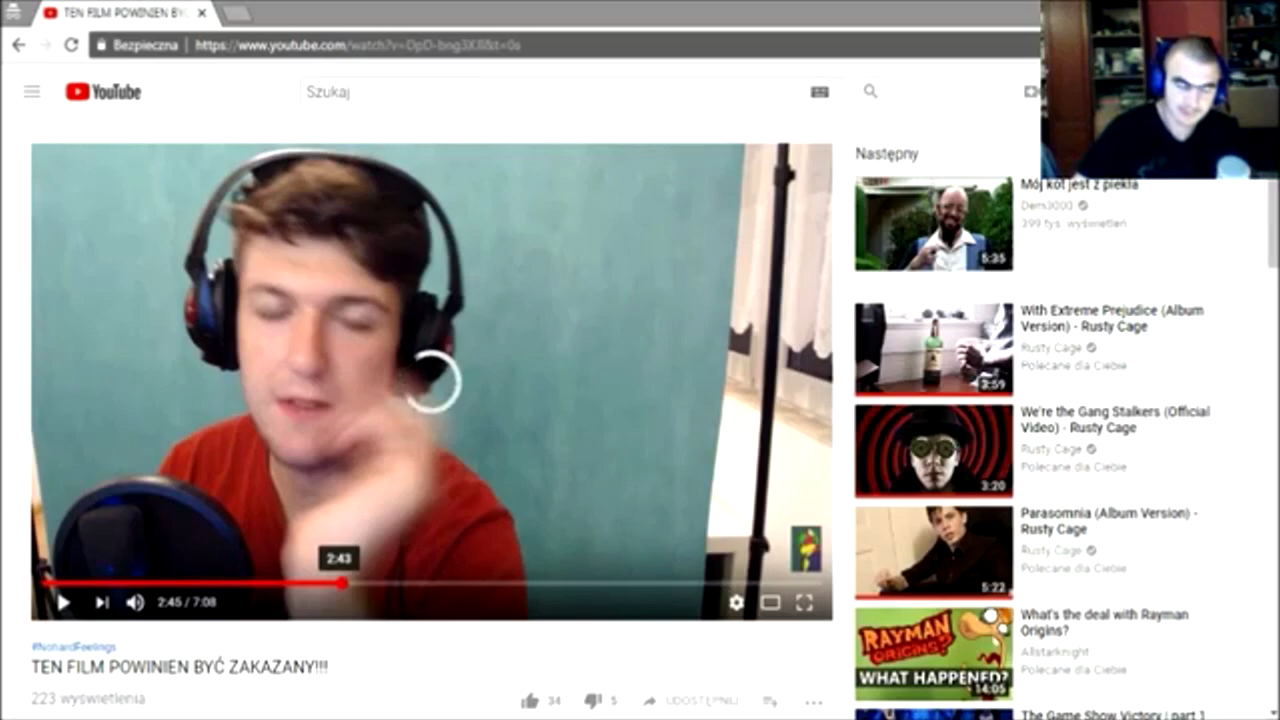 TEN FILM POWINIEN BY
Bezpieczna
https://www.youtube.com/watch?v=
YouTube
Szukaj
Następny
Mój kot jest z piekła
Demi3000
399 tys. wyświetleń
5:35
With Extreme Prejudice (Album
Version) - Rusty Cage
Rusty Cage
Polecane dla Ciebie
3:59
We're the Gang Stalkers (Official
Video) - Rusty Cage
Rusty Cage
Polecane dla Ciebie
3:20
Parasomnia (Album Version) -
Rusty Cage
Rusty Cage
Polecane dla Ciebie
5:22
RAYMAN
ORIGINS?
WHAT HAPPENED?
14:05
What's the deal with Rayman
Origins?
Allstarknight
Polecane dla Ciebie
The Game Show Victory | part 1
2:43
2:45 / 7:08
#NohardFeelings
TEN FILM POWINIEN BYĆ ZAKAZANY!!!
223 wyświetlenia
34
5
UDOSTĘPNIJ